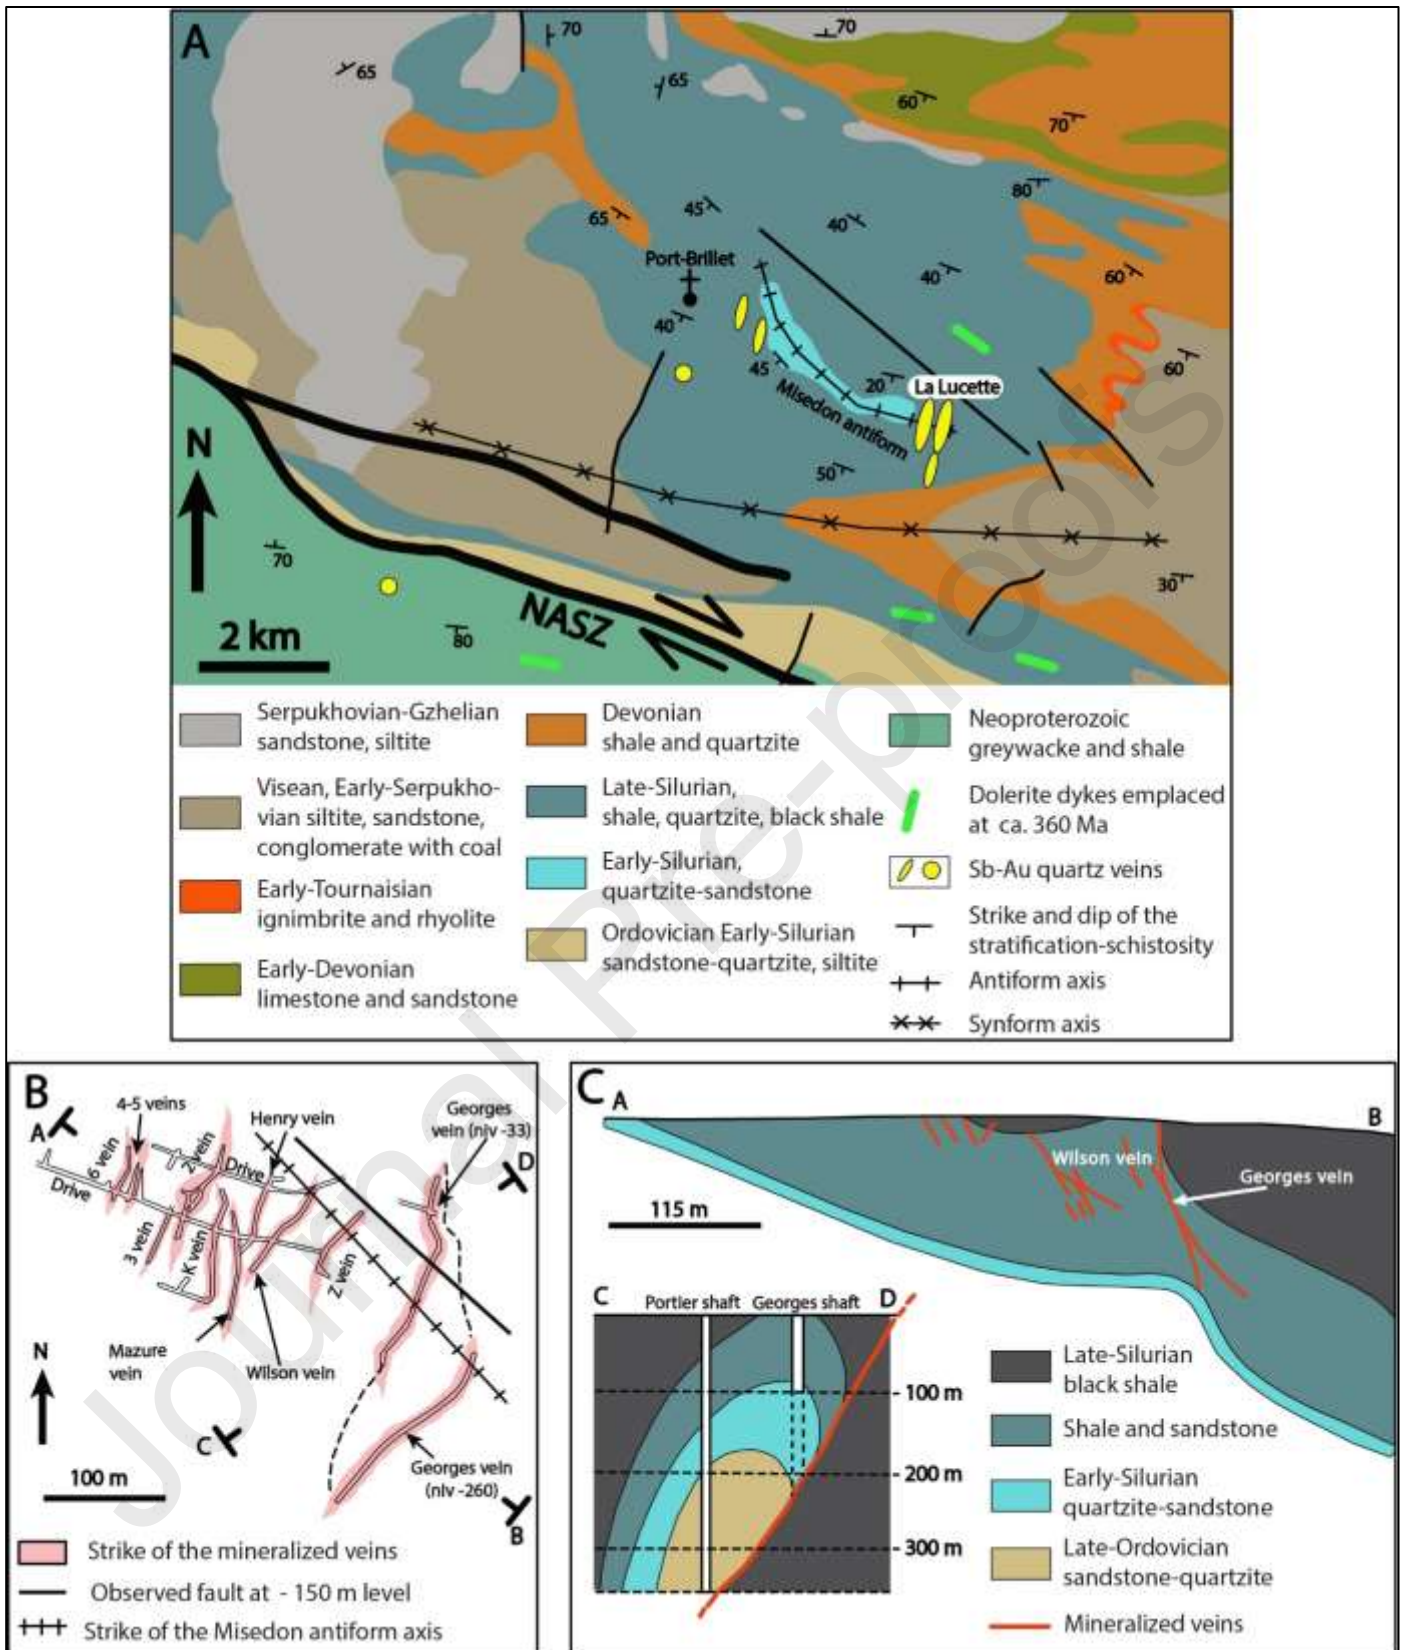 A
70
70
65
65
60
70
80
65
45
40
Port-Brillet
40
60
40
45
20
La Lucette
60
Misedon antiform
N
50
70
30
NASZ
80
2 km
Serpukhovian-Gzhelian
sandstone, siltite
Visean, Early-Serpukho-
vian siltite, sandstone,
conglomerate with coal
Early-Tournaisian
ignimbrite and rhyolite
Early-Devonian
limestone and sandstone
Devonian
shale and quartzite
Late-Silurian,
shale, quartzite, black shale
Early-Silurian,
quartzite-sandstone
Ordovician Early-Silurian
sandstone-quartzite, siltite
Neoproterozoic
greywacke and shale
Dolerite dykes emplaced
at ca. 360 Ma
Sb-Au quartz veins
Strike and dip of the
stratification-schistosity
Antiform axis
Synform axis
Journal Pre-proofs
B
4-5 veins
A
Henry vein
Georges
vein (niv -33)
6 vein
2 vein
Drive
D
Drive
3 vein
K vein
Z vein
Mazure
vein
Wilson vein
N
C
Georges vein
(niv -260)
100 m
B
Strike of the mineralized veins
Observed fault at - 150 m level
Strike of the Misedon antiform axis
C
A
B
Wilson vein
Georges vein
115 m
C
Portier shaft
Georges shaft
D
100 m
200 m
300 m
Late-Silurian
black shale
Shale and sandstone
Early-Silurian
quartzite-sandstone
Late-Ordovician
sandstone-quartzite
Mineralized veins